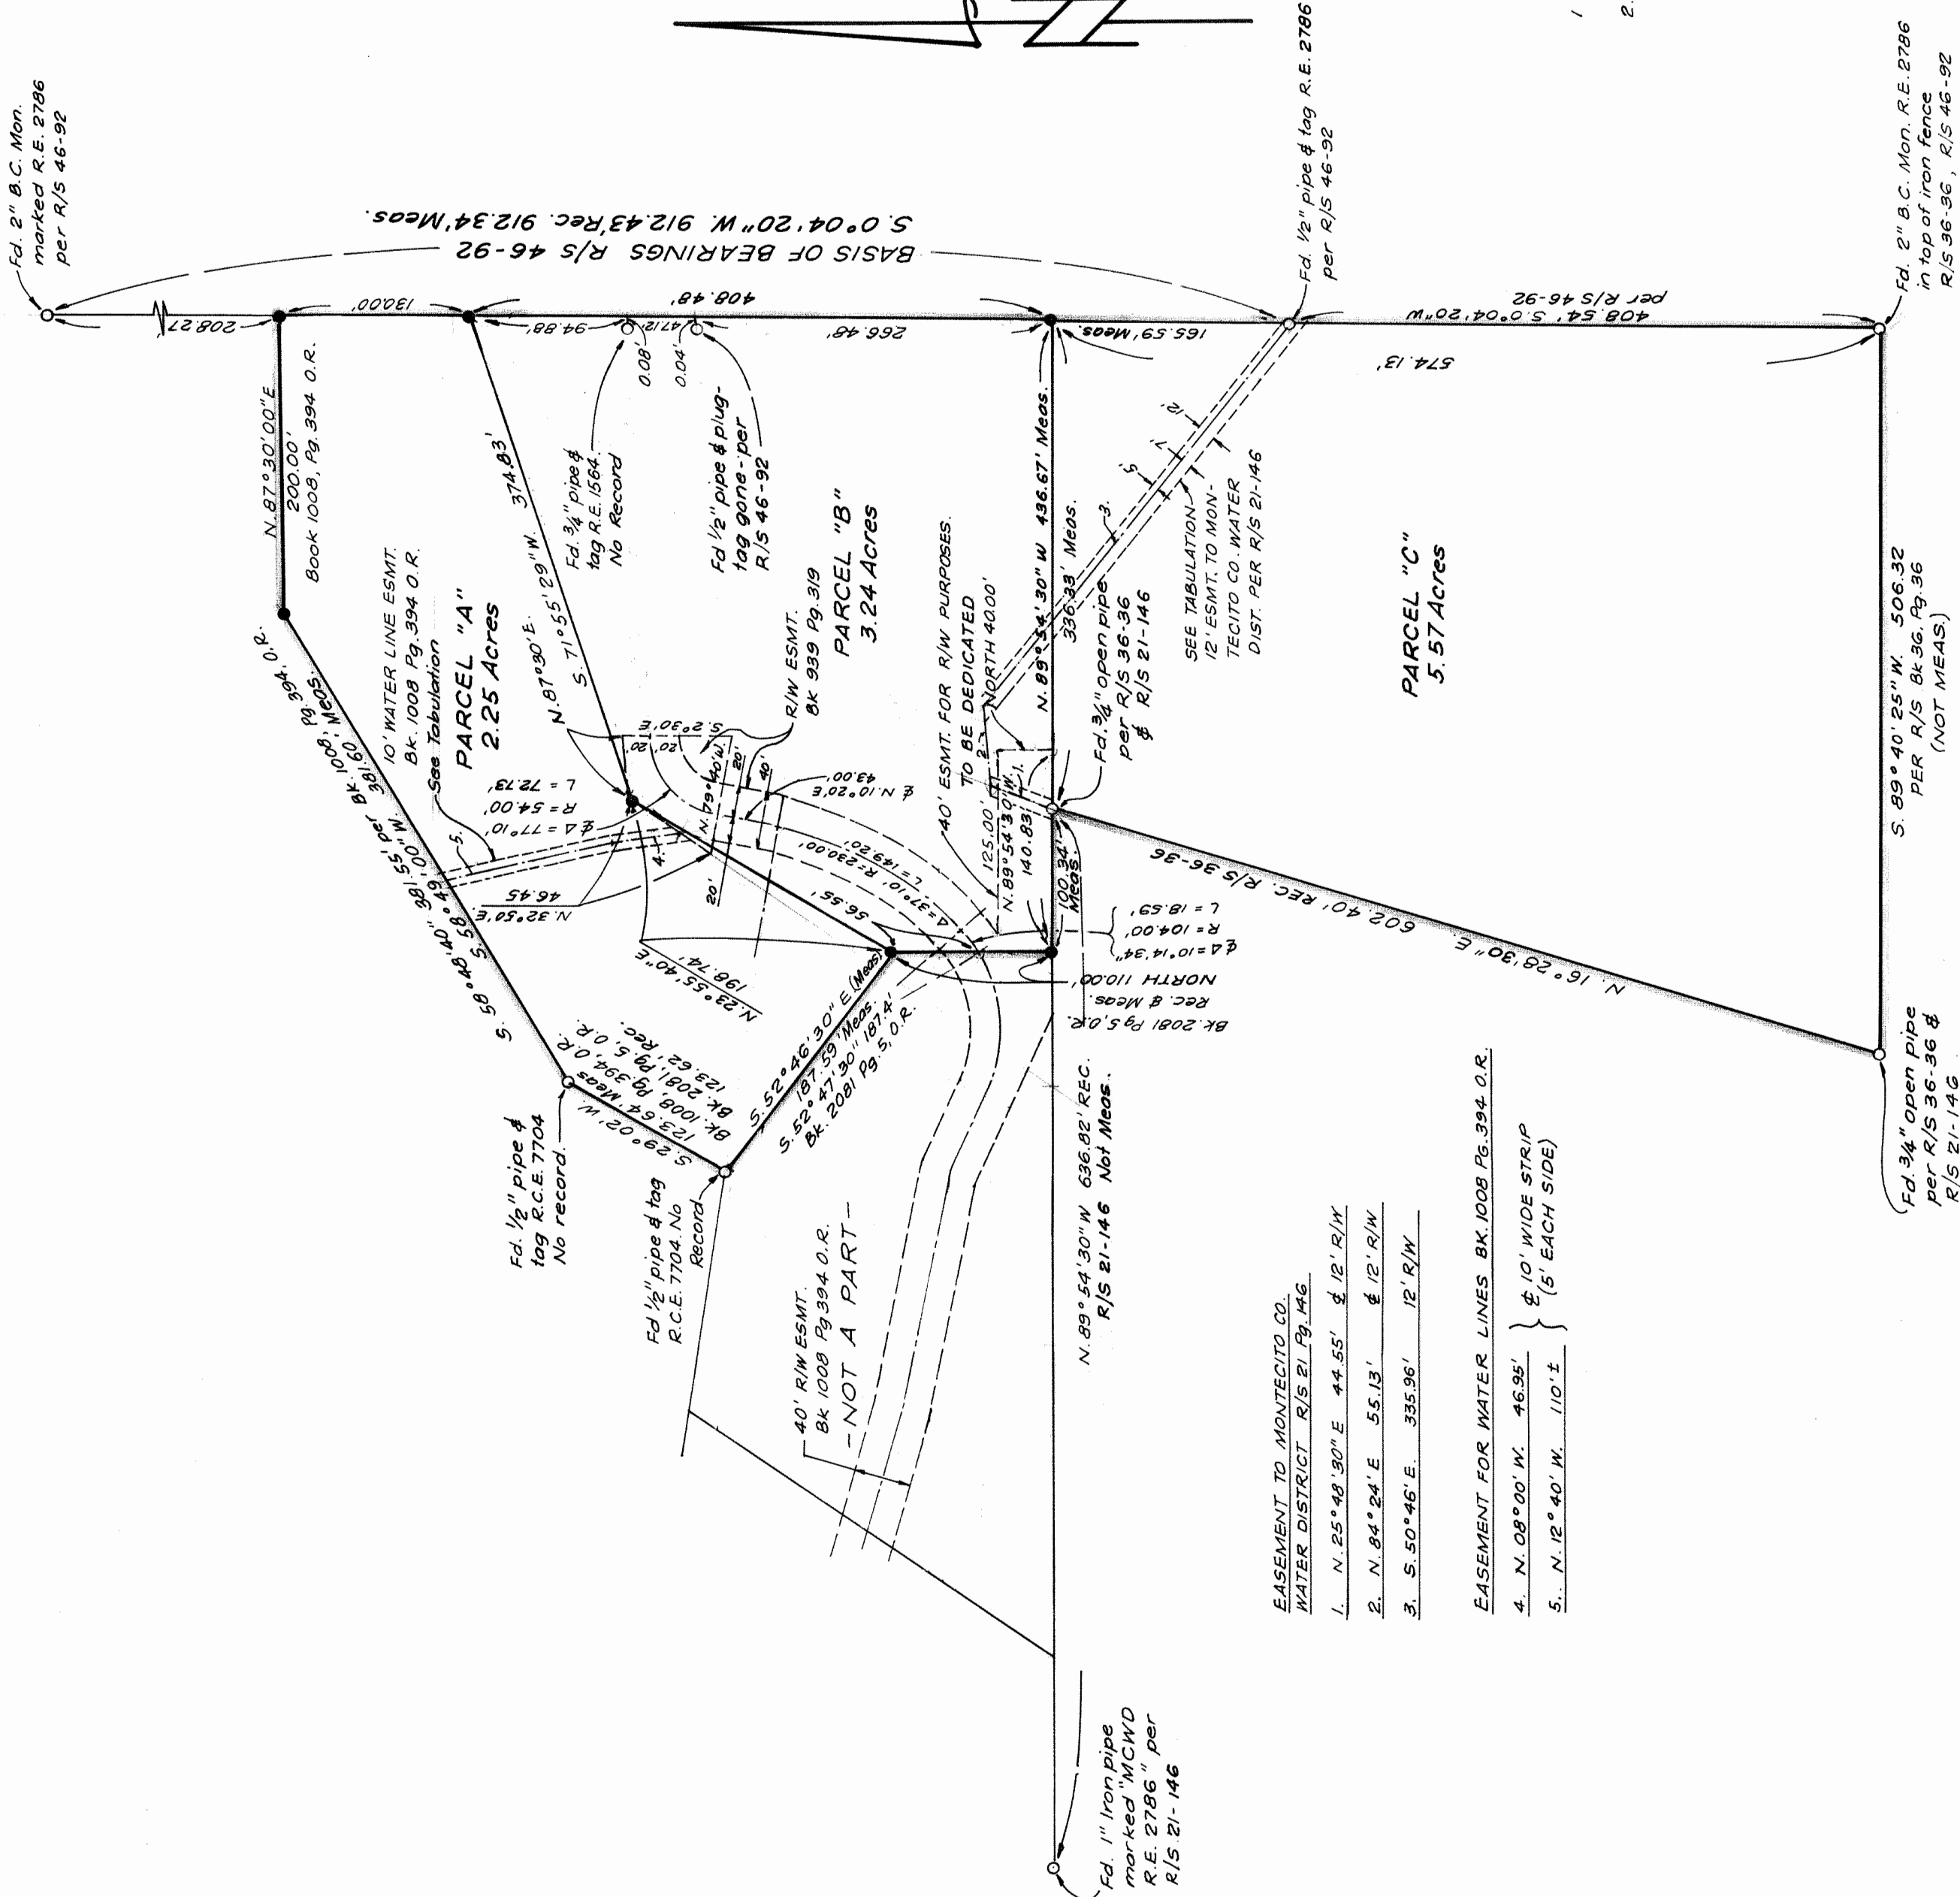 Fd. 2" B.C. Mon.
marked R.E. 2786
per R/S 46-92
BASIS OF BEARINGS R/S 46-92
S. 0°04'20" W. 912.43' Rec. 912.34' Meas.
208.27
130.00'
408.48'
94.88'
47.12'
266.48'
0.08'
0.04'
165.59' Meas.
408.54' S. 0°04'20" W
per R/S 46-92
574.13'
Fd. 1/2" pipe & tag R.E. 2786
per R/S 46-92
Fd. 2" B.C. Mon. R.E. 2786
in top of iron fence
R/S 36-36, R/S 46-92
1
2.
N. 87°30'00" E
200.00'
Book 1008, Pg. 394 O.R.
S. 58°48'40" 381.55' per Bk. 1008, Pg. 394, O.R.
S. 58°49'00" W. 381.60' Meas.
10' WATER LINE ESMT.
Bk. 1008 Pg. 394 O.R.
See Tabulation
PARCEL "A"
2.25 Acres
374.83'
S. 71°55'29" W.
N. 87°30' E.
Fd. 3/4" pipe &
tag R.E. 1564.
No Record
Fd 1/2" pipe & plug-
tag gone-per
R/S 46-92
PARCEL "B"
3.24 Acres
R/W ESMT.
Bk 939 Pg. 319
℄ Δ = 77°10'
R = 54.00'
L = 72.73'
S. 2°30' E
20'
20'
N. 79°40' W.
20'
40'
20'
℄ N. 10°20' E
43.00'
5.
4.
N. 32°50' E.
46.45
Δ = 37°10' R = 230.00'
L = 149.20'
56.55'
N. 23°55'40" E
198.74'
40' ESMT. FOR R/W PURPOSES.
TO BE DEDICATED
NORTH 40.00'
125.00'
N. 89°54'30" W.
140.83'
1.
2.
100.34'
Meas.
N. 89°54'30" W 436.67' Meas.
336.33' Meas.
Fd. 3/4" open pipe
per R/S 36-36
& R/S 21-146
3.
5'
1'
12'
SEE TABULATION
12' ESMT. TO MON-
TECITO CO. WATER
DIST. PER R/S 21-146
PARCEL "C"
5.57 Acres
S. 89°40'25" W. 506.32
PER R/S Bk 36, Pg. 36
(NOT MEAS.)
N. 16°28'30" E. 602.40' REC. R/S 36-36
℄ Δ = 10°14'34"
R = 104.00'
L = 18.59'
NORTH 110.00'
Rec. & Meas.
Bk. 2081 Pg 5, O.R.
S. 52°46'30" E (Meas)
187.59' Meas.
S. 52°47'30" 187.4'
Bk. 2081 Pg. 5, O.R.
S. 29°02' W.
123.64' Meas
Bk. 1008, Pg. 394, O.R.
Bk. 2081, Pg. 5, O.R.
123.62' Rec.
Fd. 1/2" pipe &
tag R.C.E. 7704
No record.
Fd 1/2" pipe & tag
R.C.E. 7704. No
Record
40' R/W ESMT.
Bk 1008 Pg 394 O.R.
- NOT A PART -
N. 89°54'30" W 636.82' REC.
R/S 21-146 Not Meas.
Fd. 3/4" open pipe
per R/S 36-36 &
R/S 21-146
Fd. 1" Iron pipe
marked "MCWD
R.E. 2786" per
R/S 21-146
EASEMENT TO MONTECITO CO.
WATER DISTRICT R/S 21 Pg. 146
1. N. 25°48'30" E 44.55' ℄ 12' R/W
2. N. 84°24' E 55.13' ℄ 12' R/W
3. S. 50°46' E. 335.96' 12' R/W
EASEMENT FOR WATER LINES BK. 1008 PG. 394 O.R.
4. N. 08°00' W. 46.95'
5. N. 12°40' W. 110'±
℄ 10' WIDE STRIP
(5' EACH SIDE)